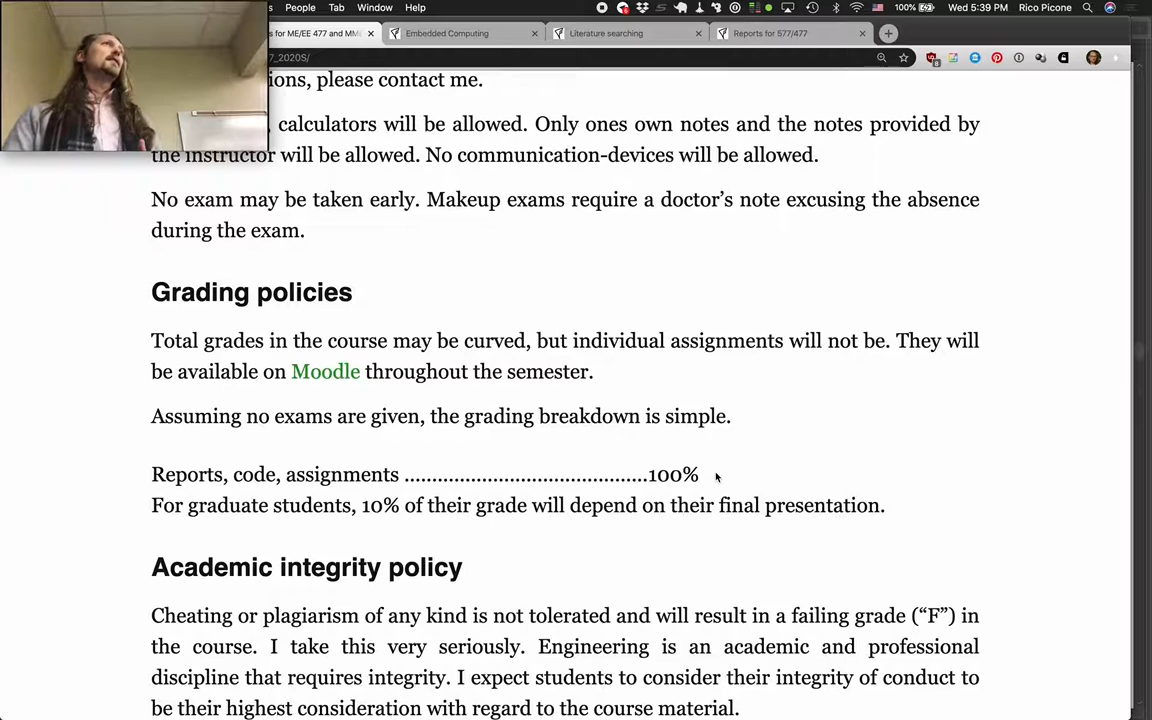 People Tab Window Help 100% Wed 5:39 PM Rico Picone
s for ME/EE 477 and MME Embedded Computing Literature searching Reports for 577/477
7_2020S/
ions, please contact me.
calculators will be allowed. Only ones own notes and the notes provided by
the instructor will be allowed. No communication-devices will be allowed.
No exam may be taken early. Makeup exams require a doctor’s note excusing the absence
during the exam.
Grading policies
Total grades in the course may be curved, but individual assignments will not be. They will
be available on Moodle throughout the semester.
Assuming no exams are given, the grading breakdown is simple.
Reports, code, assignments ............................................100%
For graduate students, 10% of their grade will depend on their final presentation.
Academic integrity policy
Cheating or plagiarism of any kind is not tolerated and will result in a failing grade (“F”) in
the course. I take this very seriously. Engineering is an academic and professional
discipline that requires integrity. I expect students to consider their integrity of conduct to
be their highest consideration with regard to the course material.